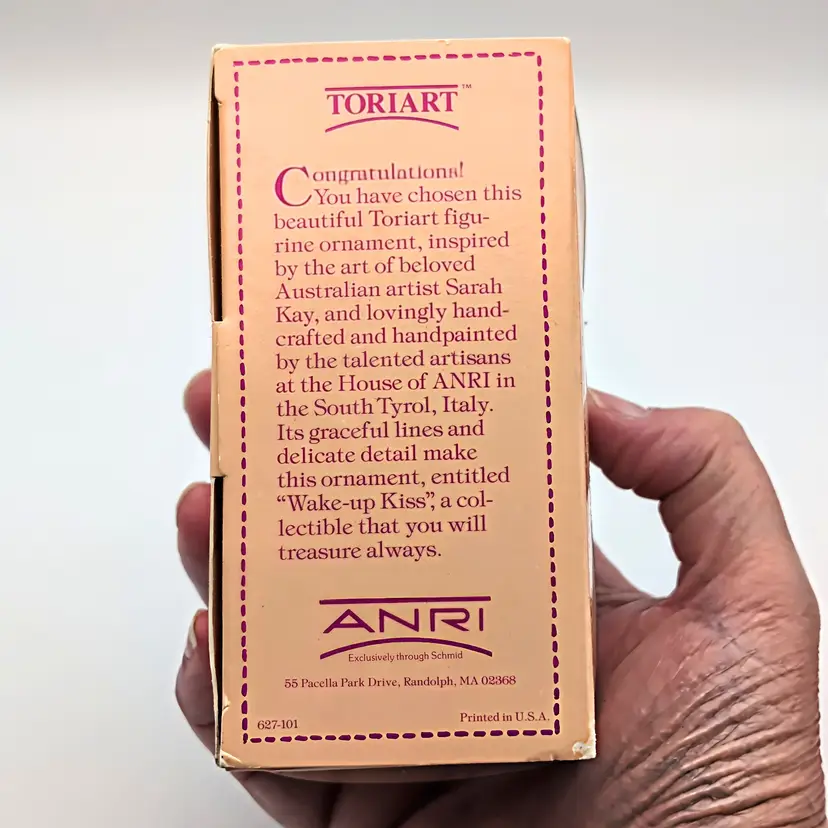 TORIART™
Congratulations!
You have chosen this
beautiful Toriart figu-
rine ornament, inspired
by the art of beloved
Australian artist Sarah
Kay, and lovingly hand-
crafted and handpainted
by the talented artisans
at the House of ANRI in
the South Tyrol, Italy.
Its graceful lines and
delicate detail make
this ornament, entitled
“Wake-up Kiss”, a col-
lectible that you will
treasure always.
ANRI
Exclusively through Schmid
55 Pacella Park Drive, Randolph, MA 02368
627-101 Printed in U.S.A.